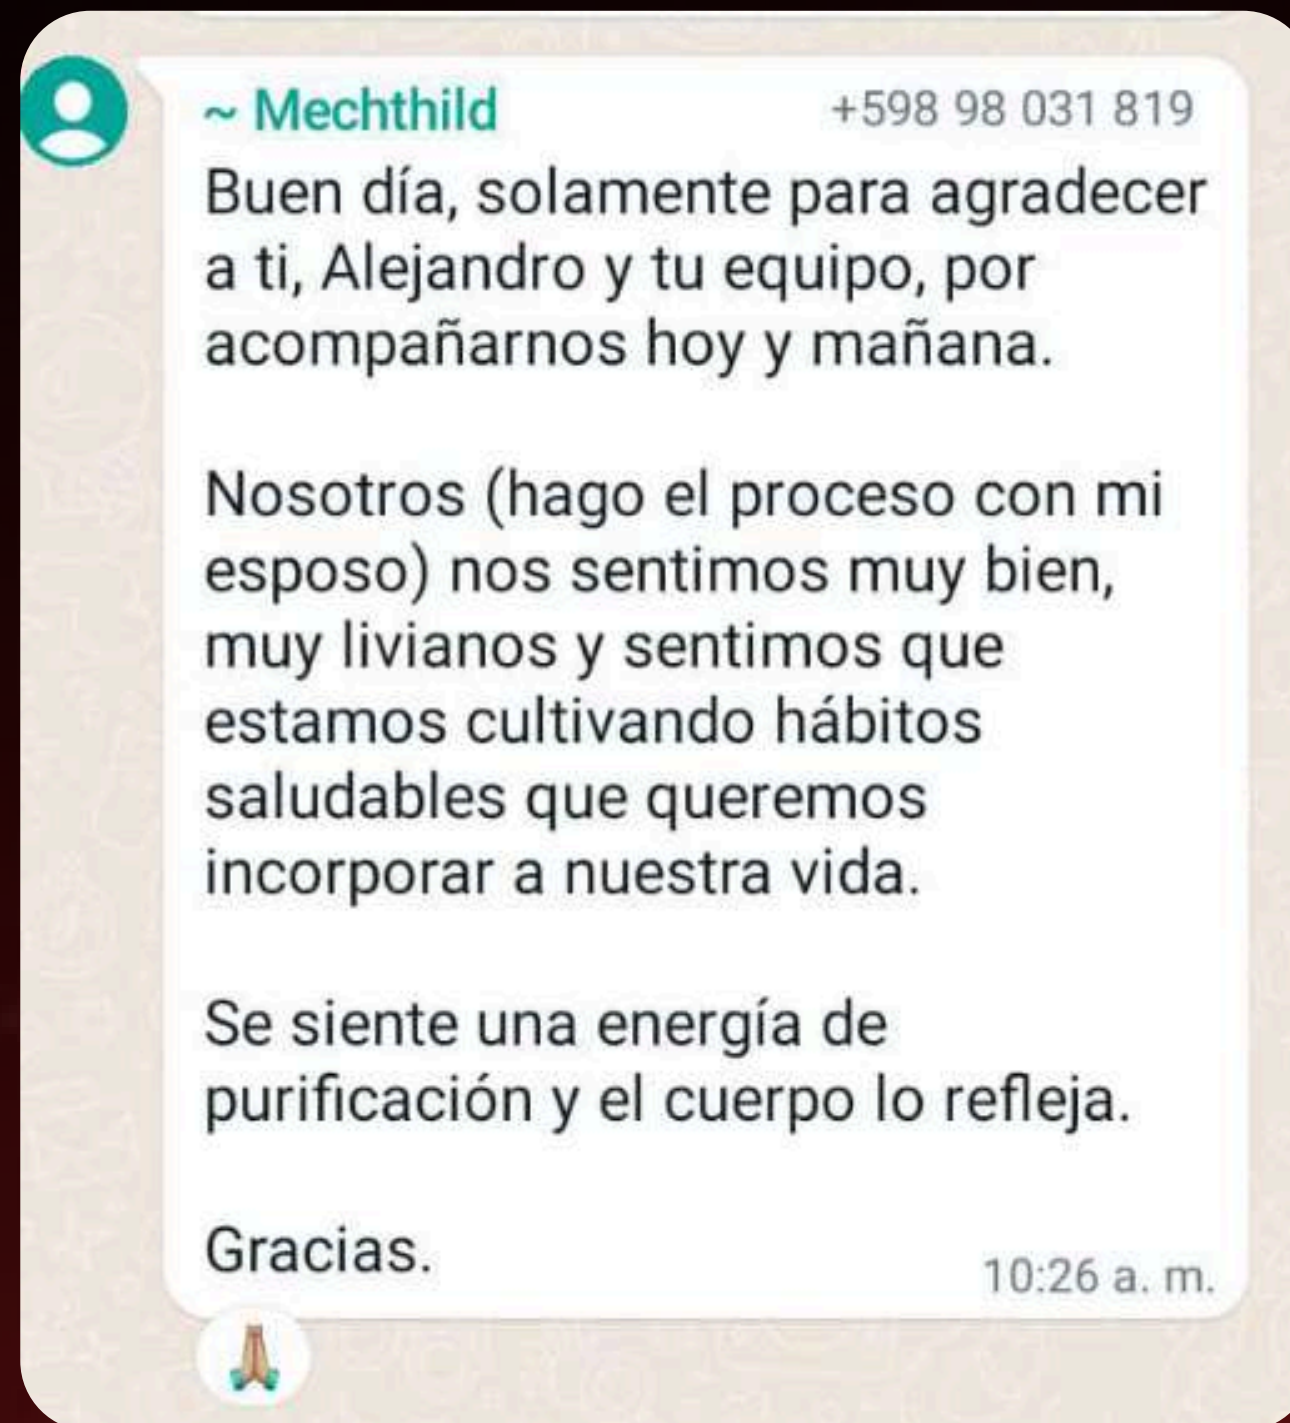 ~ Mechthild +598 98 031 819
Buen día, solamente para agradecer
a ti, Alejandro y tu equipo, por
acompañarnos hoy y mañana.
Nosotros (hago el proceso con mi
esposo) nos sentimos muy bien,
muy livianos y sentimos que
estamos cultivando hábitos
saludables que queremos
incorporar a nuestra vida.
Se siente una energía de
purificación y el cuerpo lo refleja.
Gracias.
10:26 a. m.